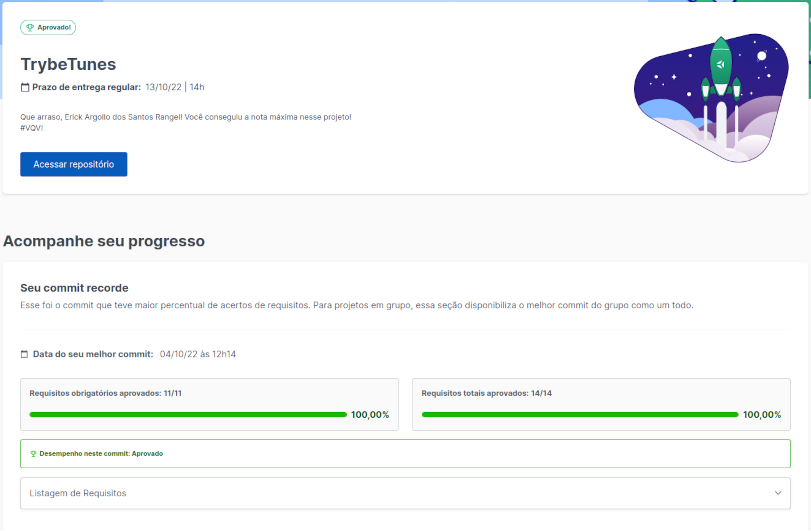 Aprovado!
TrybeTunes
Prazo de entrega regular: 13/10/22 | 14h
Que arraso, Erick Argollo dos Santos Rangel! Você conseguiu a nota máxima nesse projeto!
#VQV!
Acessar repositório
Acompanhe seu progresso
Seu commit recorde
Esse foi o commit que teve maior percentual de acertos de requisitos. Para projetos em grupo, essa seção disponibiliza o melhor commit do grupo como um todo.
Data do seu melhor commit: 04/10/22 às 12h14
Requisitos obrigatórios aprovados: 11/11
100,00%
Requisitos totais aprovados: 14/14
100,00%
Desempenho neste commit: Aprovado
Listagem de Requisitos